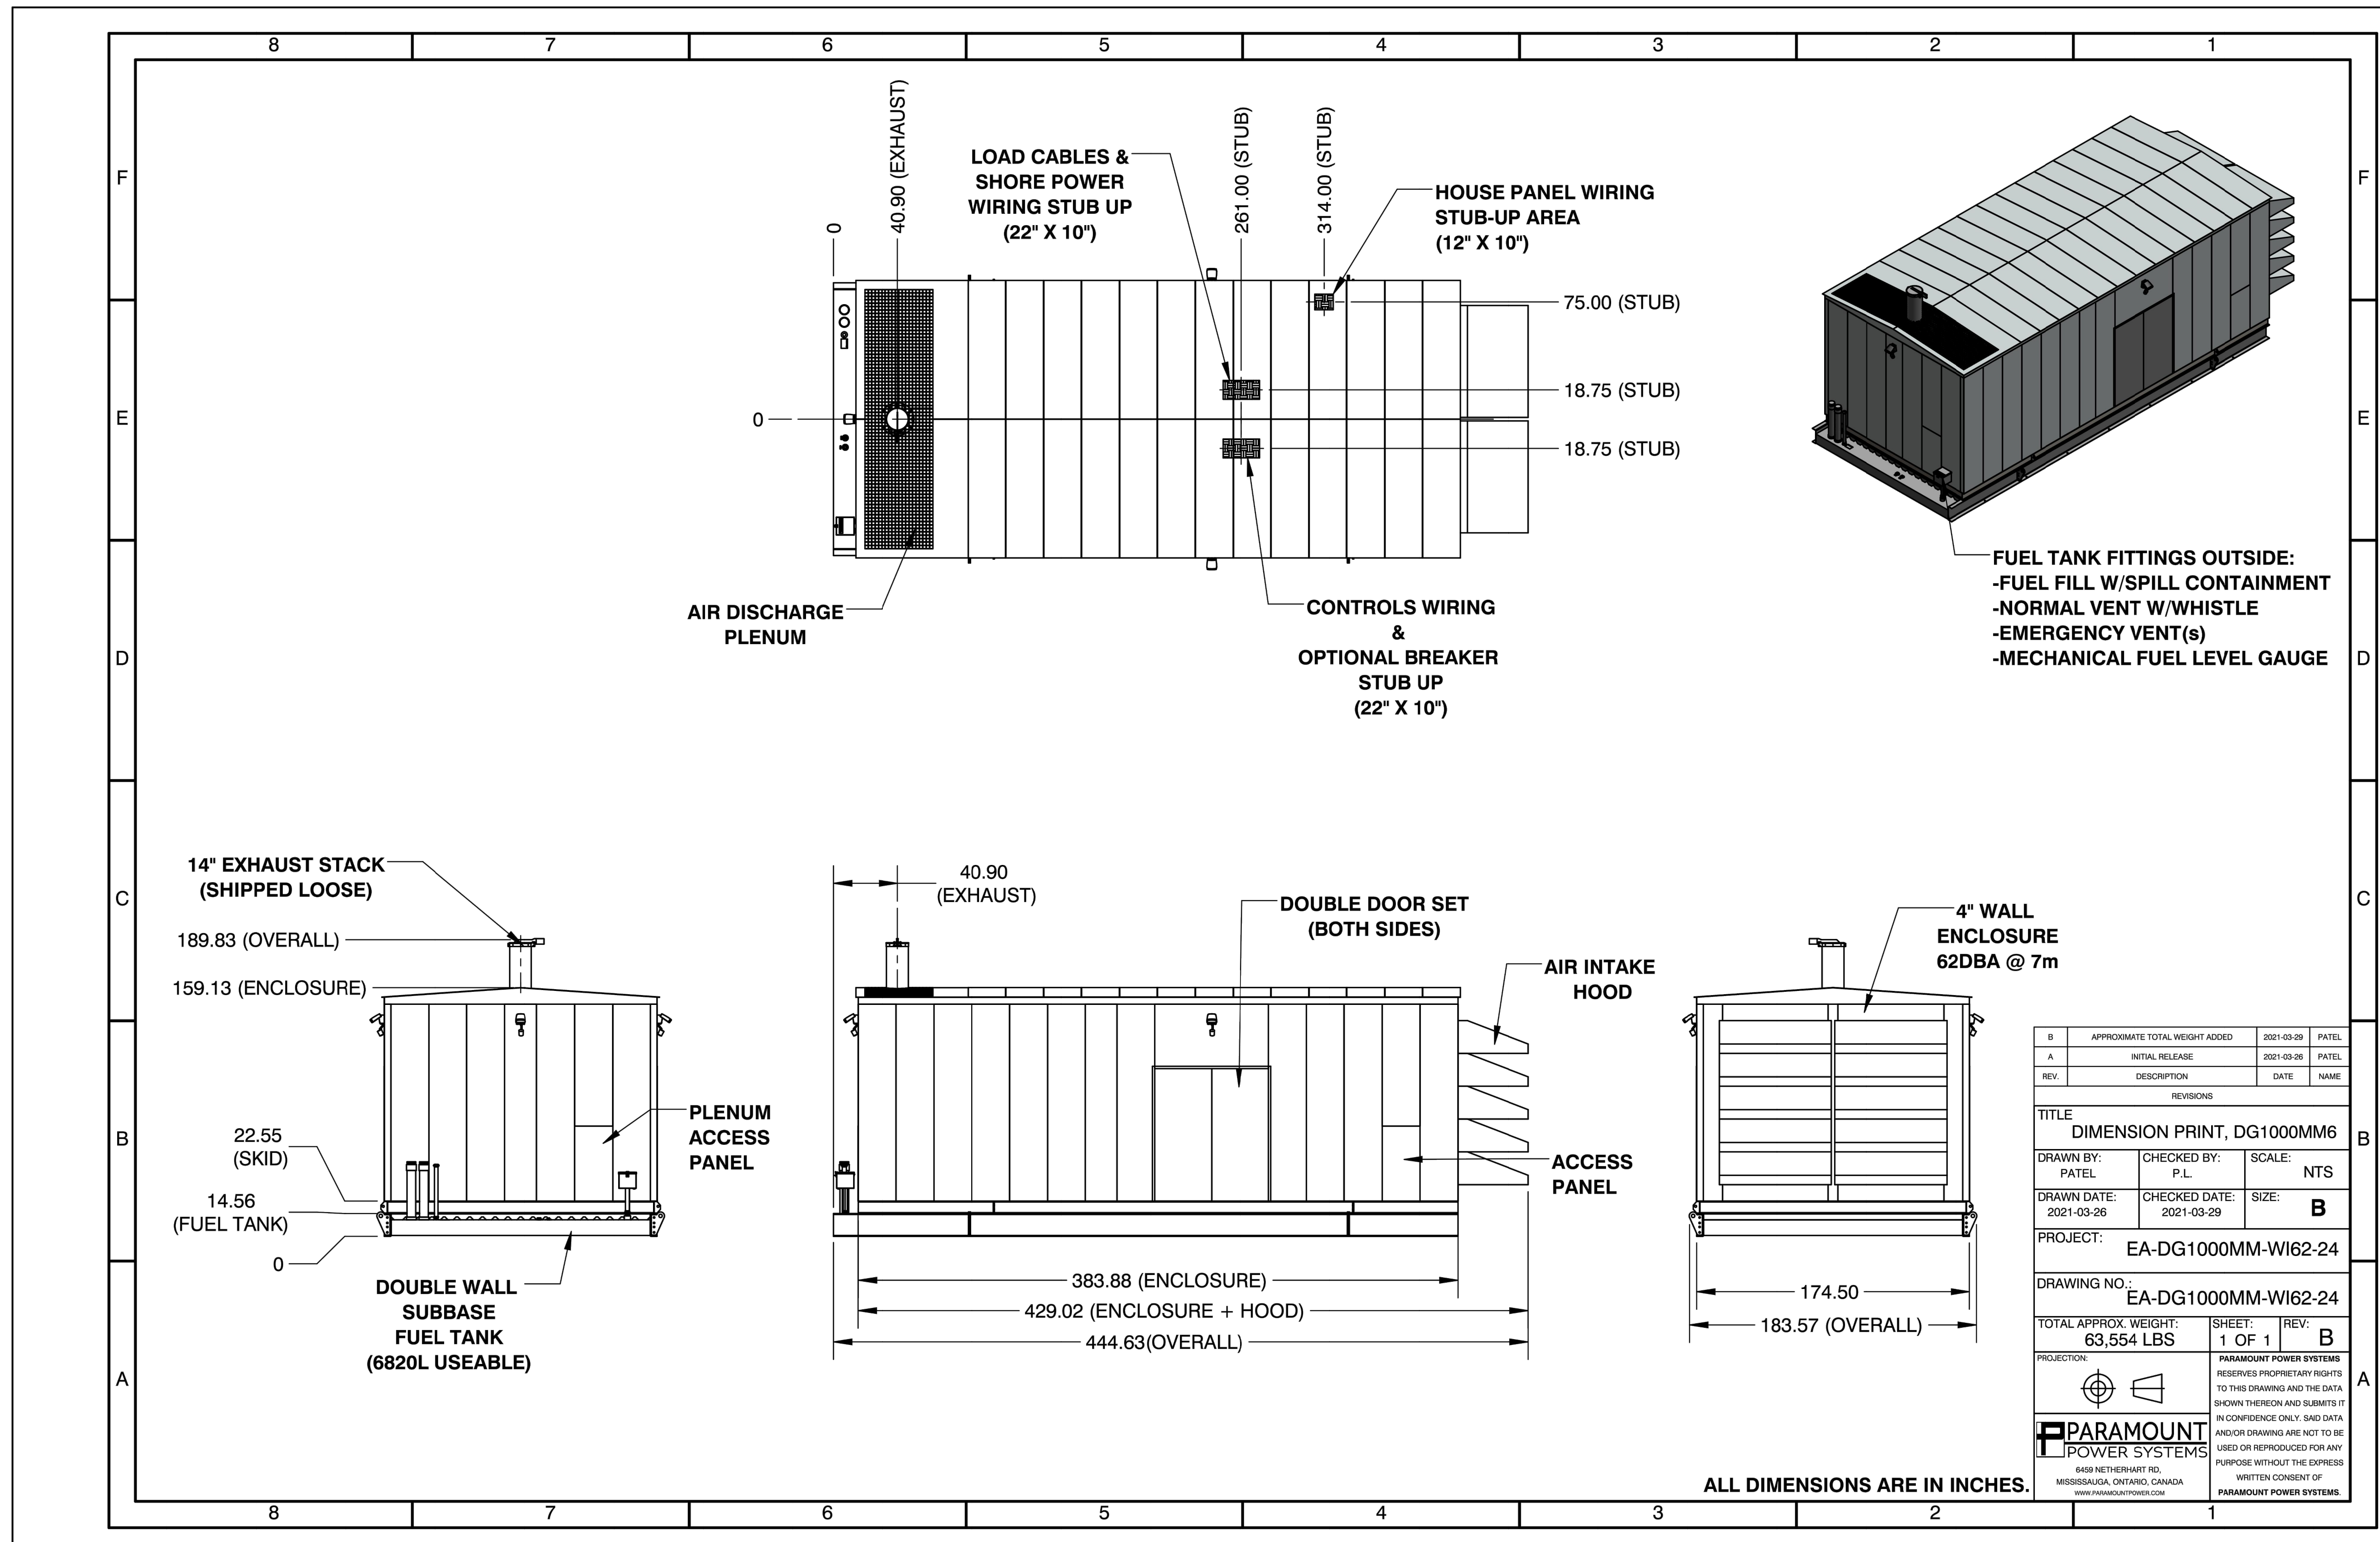 8 7 6 5 4 3 2 1
F
F
E
E
D
D
C
C
B
B
A
A
0
40.90 (EXHAUST)
LOAD CABLES &
SHORE POWER
WIRING STUB UP
(22" X 10")
261.00 (STUB)
314.00 (STUB)
HOUSE PANEL WIRING
STUB-UP AREA
(12" X 10")
75.00 (STUB)
18.75 (STUB)
0
18.75 (STUB)
AIR DISCHARGE
PLENUM
CONTROLS WIRING
&
OPTIONAL BREAKER
STUB UP
(22" X 10")
FUEL TANK FITTINGS OUTSIDE:
-FUEL FILL W/SPILL CONTAINMENT
-NORMAL VENT W/WHISTLE
-EMERGENCY VENT(s)
-MECHANICAL FUEL LEVEL GAUGE
14" EXHAUST STACK
(SHIPPED LOOSE)
189.83 (OVERALL)
159.13 (ENCLOSURE)
22.55
(SKID)
14.56
(FUEL TANK)
0
PLENUM
ACCESS
PANEL
DOUBLE WALL
SUBBASE
FUEL TANK
(6820L USEABLE)
40.90
(EXHAUST)
DOUBLE DOOR SET
(BOTH SIDES)
AIR INTAKE
HOOD
ACCESS
PANEL
383.88 (ENCLOSURE)
429.02 (ENCLOSURE + HOOD)
444.63(OVERALL)
4" WALL
ENCLOSURE
62DBA @ 7m
174.50
183.57 (OVERALL)
B APPROXIMATE TOTAL WEIGHT ADDED 2021-03-29 PATEL
A INITIAL RELEASE 2021-03-26 PATEL
REV. DESCRIPTION DATE NAME
REVISIONS
TITLE
DIMENSION PRINT, DG1000MM6
DRAWN BY: CHECKED BY: SCALE:
PATEL P.L. NTS
DRAWN DATE: CHECKED DATE: SIZE:
2021-03-26 2021-03-29 B
PROJECT:
EA-DG1000MM-WI62-24
DRAWING NO.:
EA-DG1000MM-WI62-24
TOTAL APPROX. WEIGHT: SHEET: REV:
63,554 LBS 1 OF 1 B
PROJECTION:
PARAMOUNT POWER SYSTEMS
RESERVES PROPRIETARY RIGHTS
TO THIS DRAWING AND THE DATA
SHOWN THEREON AND SUBMITS IT
IN CONFIDENCE ONLY. SAID DATA
AND/OR DRAWING ARE NOT TO BE
USED OR REPRODUCED FOR ANY
PURPOSE WITHOUT THE EXPRESS
WRITTEN CONSENT OF
PARAMOUNT POWER SYSTEMS.
PARAMOUNT
POWER SYSTEMS
6459 NETHERHART RD,
MISSISSAUGA, ONTARIO, CANADA
WWW.PARAMOUNTPOWER.COM
ALL DIMENSIONS ARE IN INCHES.
8 7 6 5 4 3 2 1